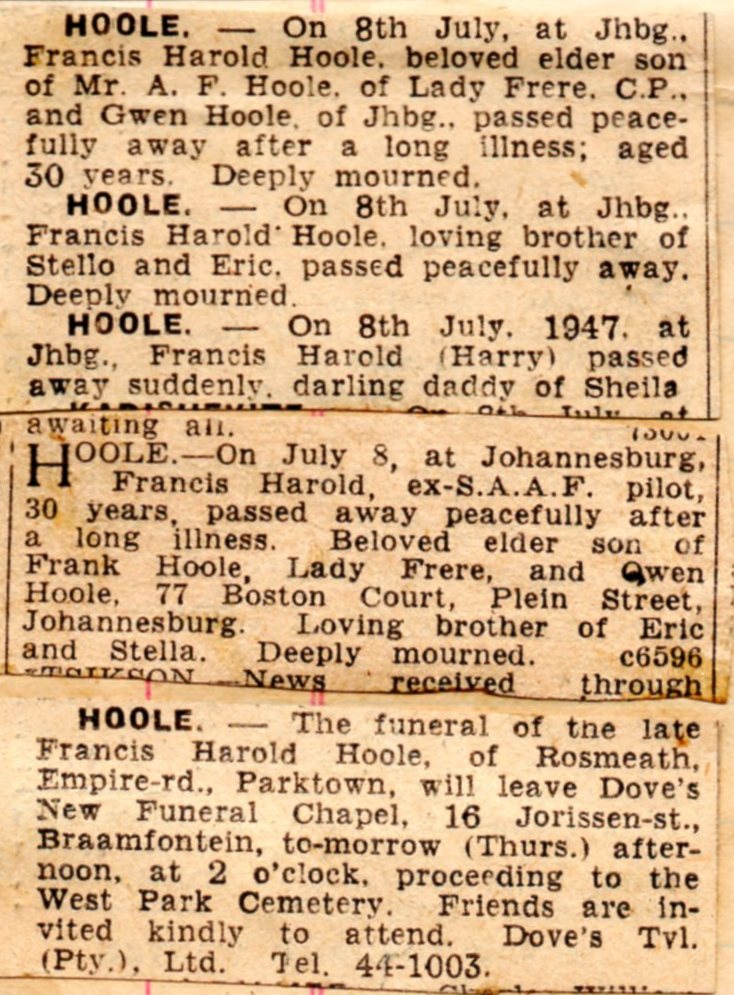 HOOLE. — On 8th July, at Jhbg.,
Francis Harold Hoole, beloved elder son
of Mr. A. F. Hoole, of Lady Frere, C.P.,
and Gwen Hoole, of Jhbg., passed peace-
fully away after a long illness; aged
30 years. Deeply mourned.
HOOLE. — On 8th July, at Jhbg.,
Francis Harold Hoole, loving brother of
Stello and Eric, passed peacefully away.
Deeply mourned.
HOOLE. — On 8th July, 1947, at
Jhbg., Francis Harold (Harry) passed
away suddenly, darling daddy of Sheila
On 8th July, at
awaiting all.
HOOLE.—On July 8, at Johannesburg,
Francis Harold, ex-S.A.A.F. pilot,
30 years, passed away peacefully after
a long illness. Beloved elder son of
Frank Hoole, Lady Frere, and Gwen
Hoole, 77 Boston Court, Plein Street,
Johannesburg. Loving brother of Eric
and Stella. Deeply mourned. c6596
News received through
HOOLE. — The funeral of the late
Francis Harold Hoole, of Rosmeath,
Empire-rd., Parktown, will leave Dove's
New Funeral Chapel, 16 Jorissen-st.,
Braamfontein, to-morrow (Thurs.) after-
noon, at 2 o'clock, proceeding to the
West Park Cemetery. Friends are in-
vited kindly to attend. Dove's Tvl.
(Pty.), Ltd. Tel. 44-1003.